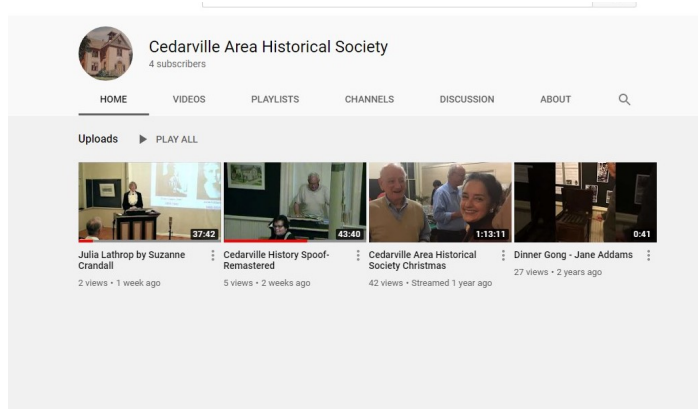 Cedarville Area Historical Society
4 subscribers
HOME VIDEOS PLAYLISTS CHANNELS DISCUSSION ABOUT
Uploads PLAY ALL
37:42 43:40 1:13:11 0:41
Julia Lathrop by Suzanne
Crandall
2 views • 1 week ago
Cedarville History Spoof-
Remastered
5 views • 2 weeks ago
Cedarville Area Historical
Society Christmas
42 views • Streamed 1 year ago
Dinner Gong - Jane Addams
27 views • 2 years ago